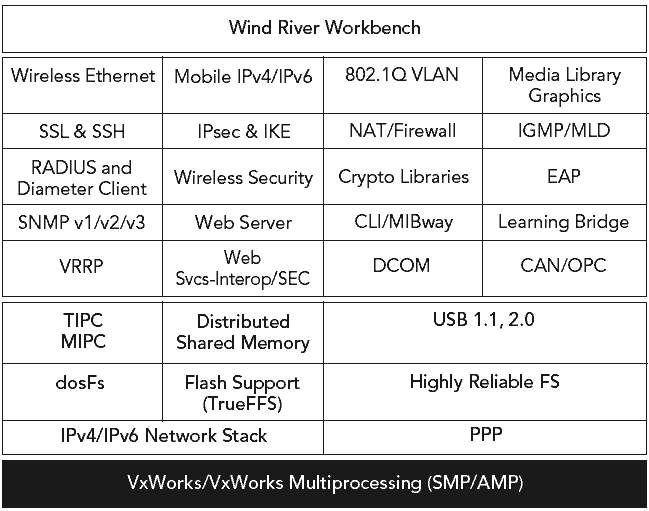 Wind River Workbench
Wireless Ethernet
Mobile IPv4/IPv6
802.1Q VLAN
Media Library
Graphics
SSL & SSH
IPsec & IKE
NAT/Firewall
IGMP/MLD
RADIUS and
Diameter Client
Wireless Security
Crypto Libraries
EAP
SNMP v1/v2/v3
Web Server
CLI/MIBway
Learning Bridge
VRRP
Web
Svcs-Interop/SEC
DCOM
CAN/OPC
TIPC
MIPC
Distributed
Shared Memory
USB 1.1, 2.0
dosFs
Flash Support
(TrueFFS)
Highly Reliable FS
IPv4/IPv6 Network Stack
PPP
VxWorks/VxWorks Multiprocessing (SMP/AMP)